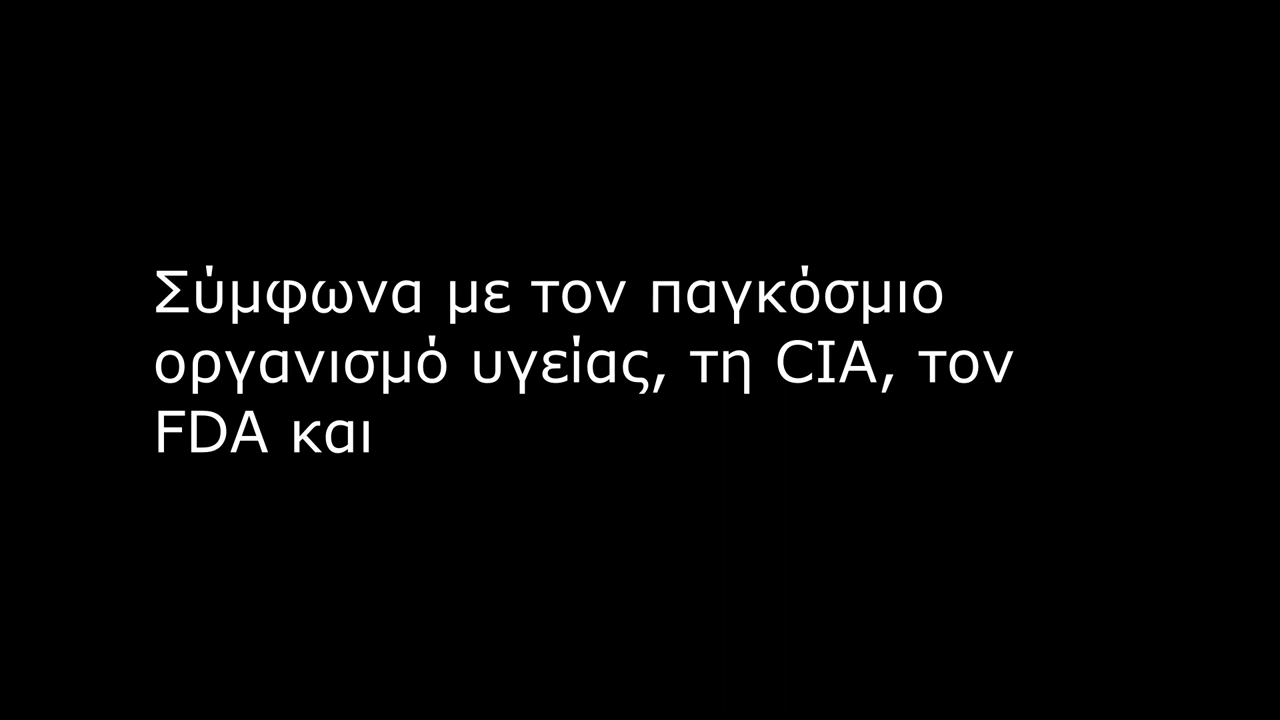 Σύμφωνα με τον παγκόσμιο
οργανισμό υγείας, τη CIA, τον
FDA και